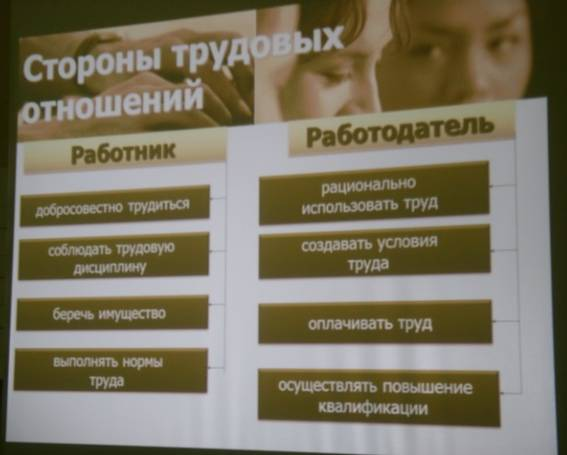 Стороны трудовых
отношений
Работник
добросовестно трудиться
соблюдать трудовую
дисциплину
беречь имущество
выполнять нормы
труда
Работодатель
рационально
использовать труд
создавать условия
труда
оплачивать труд
осуществлять повышение
квалификации